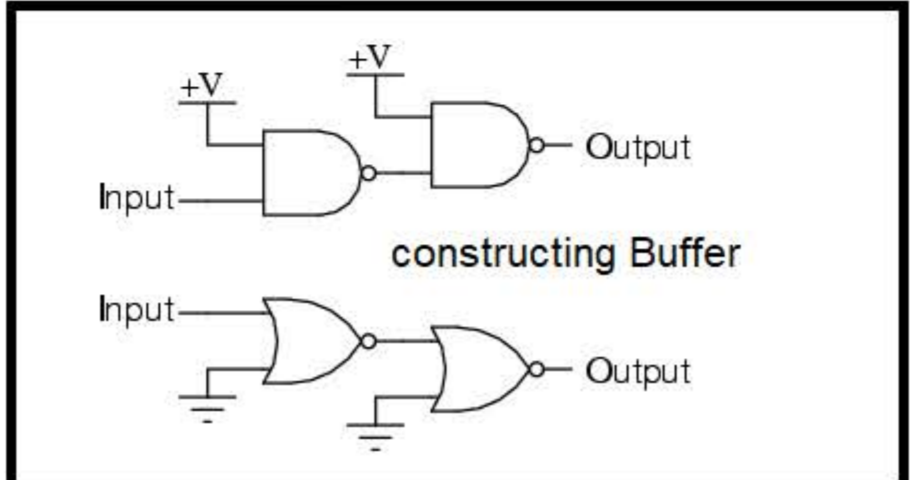 +V
+V
Output
Input
constructing Buffer
Input
Output